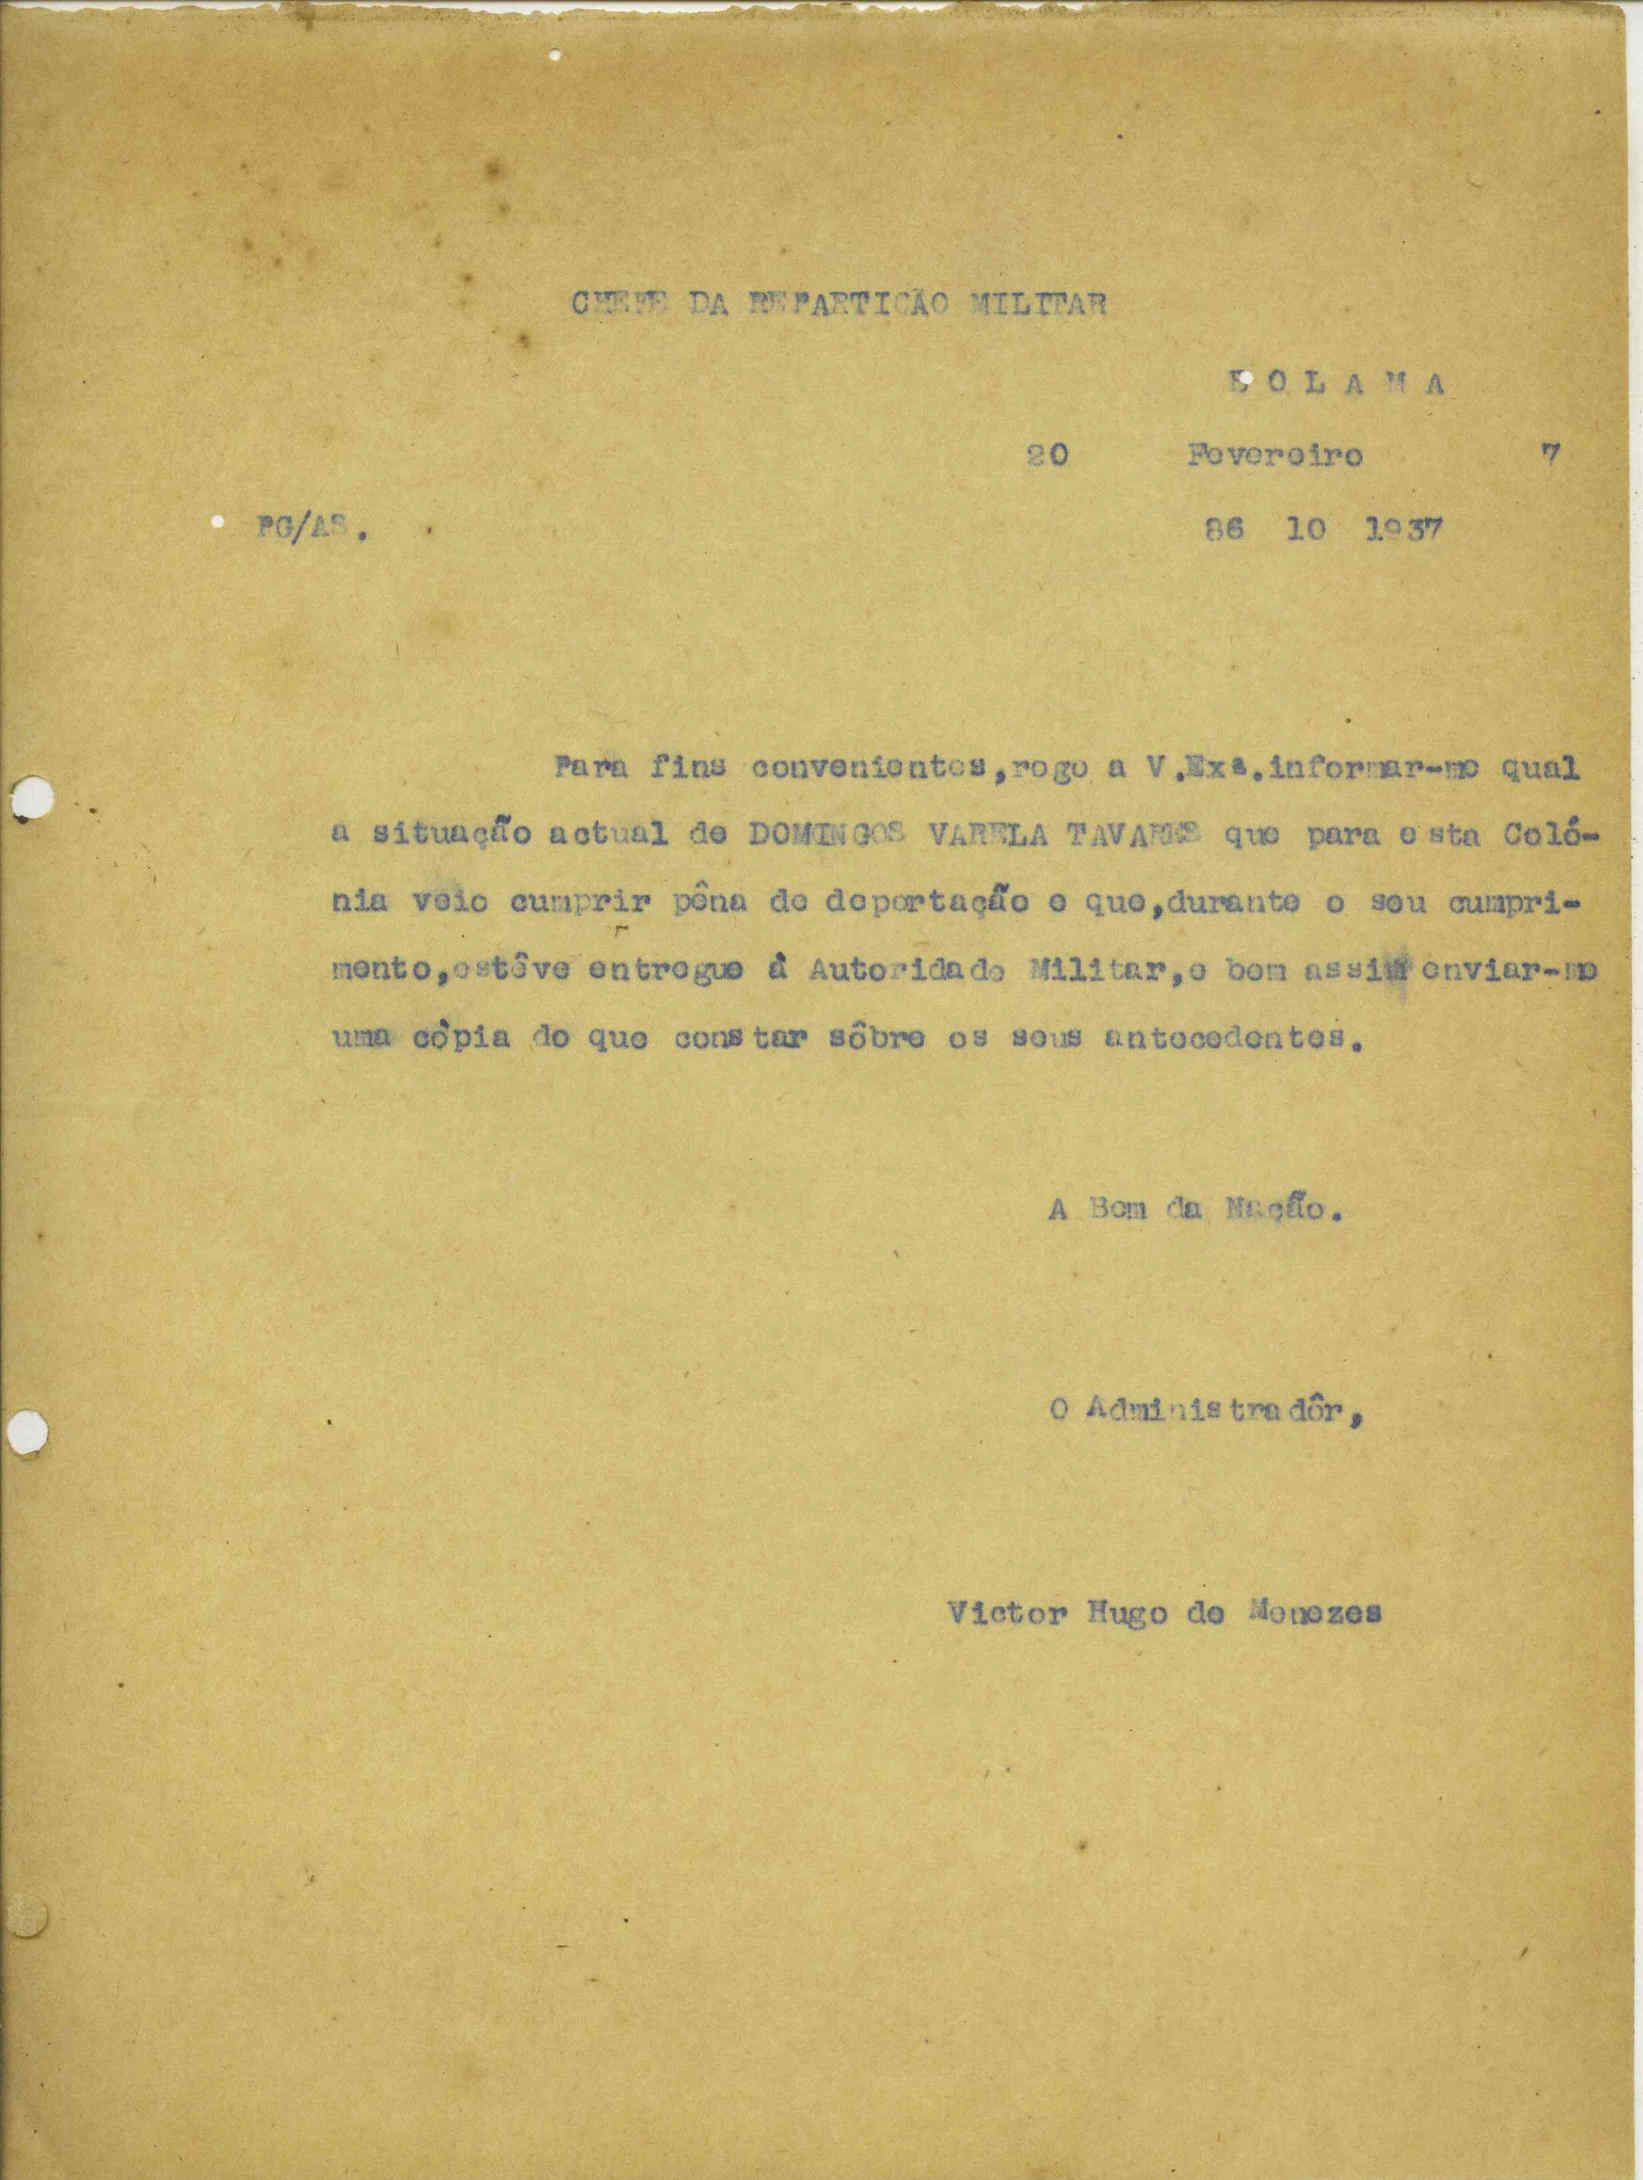 CHEFE DA REPARTIÇÃO MILITAR
BOLAMA
20 Fevereiro 7
PG/AS. 86 10 1937
Para fins convenientes,rogo a V.Exª.informar-me qual
a situação actual de DOMINGOS VARELA TAVARES que para esta Coló-
nia veio cumprir pêna de deportação e que,durante o seu cumpri-
mento,estêve entregue à Autoridade Militar,e bem assim enviar-me
uma còpia do que constar sôbre os seus antecedentes.
A Bem da Nação.
O Administradôr,
Victor Hugo de Menezes